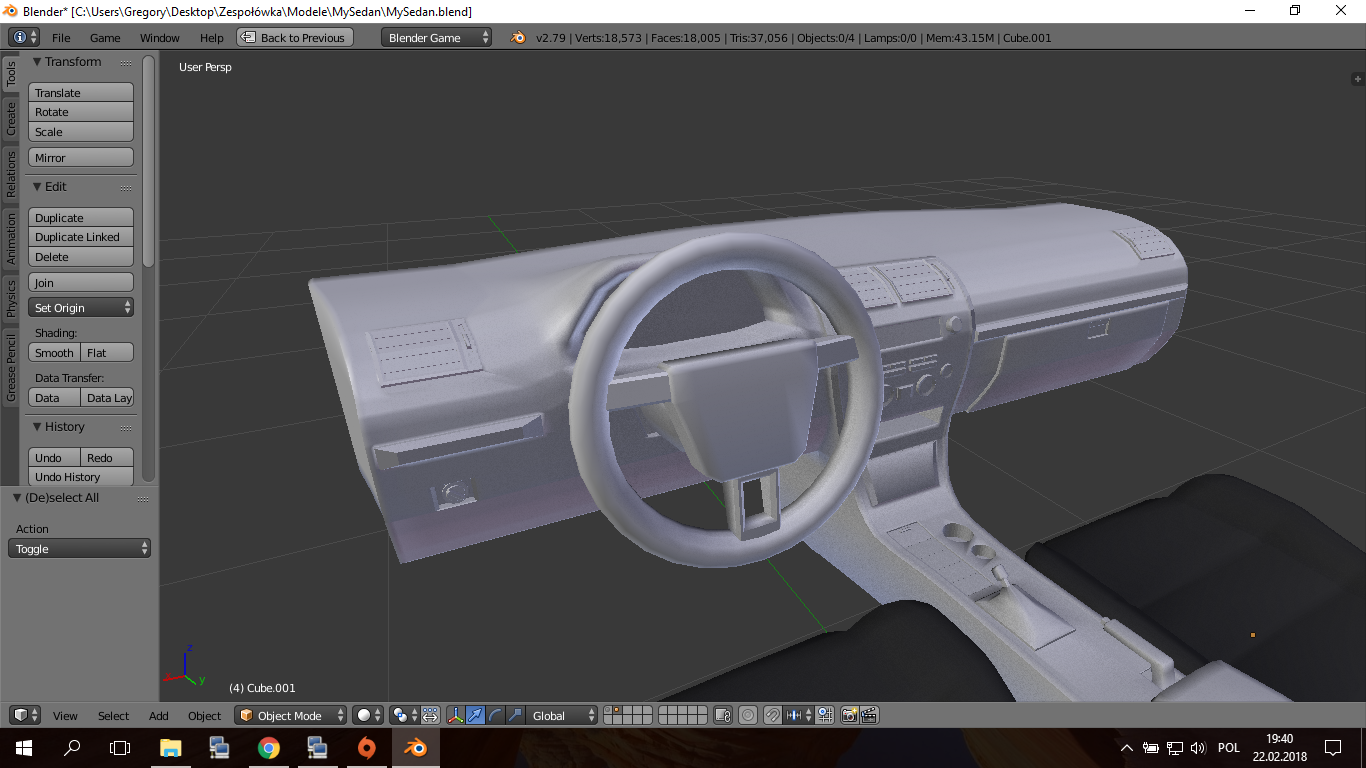 Blender* [C:\Users\Gregory\Desktop\Zespołówka\Modele\MySedan\MySedan.blend]
File Game Window Help Back to Previous Blender Game v2.79 | Verts:18,573 | Faces:18,005 | Tris:37,056 | Objects:0/4 | Lamps:0/0 | Mem:43.15M | Cube.001
Tools
Create
Relations
Animation
Physics
Grease Pencil
Transform
Translate
Rotate
Scale
Mirror
Edit
Duplicate
Duplicate Linked
Delete
Join
Set Origin
Shading:
Smooth Flat
Data Transfer:
Data Data Lay
History
Undo Redo
Undo History
(De)select All
Action
Toggle
User Persp
z
x
y
(4) Cube.001
View Select Add Object Object Mode Global
POL
19:40
22.02.2018